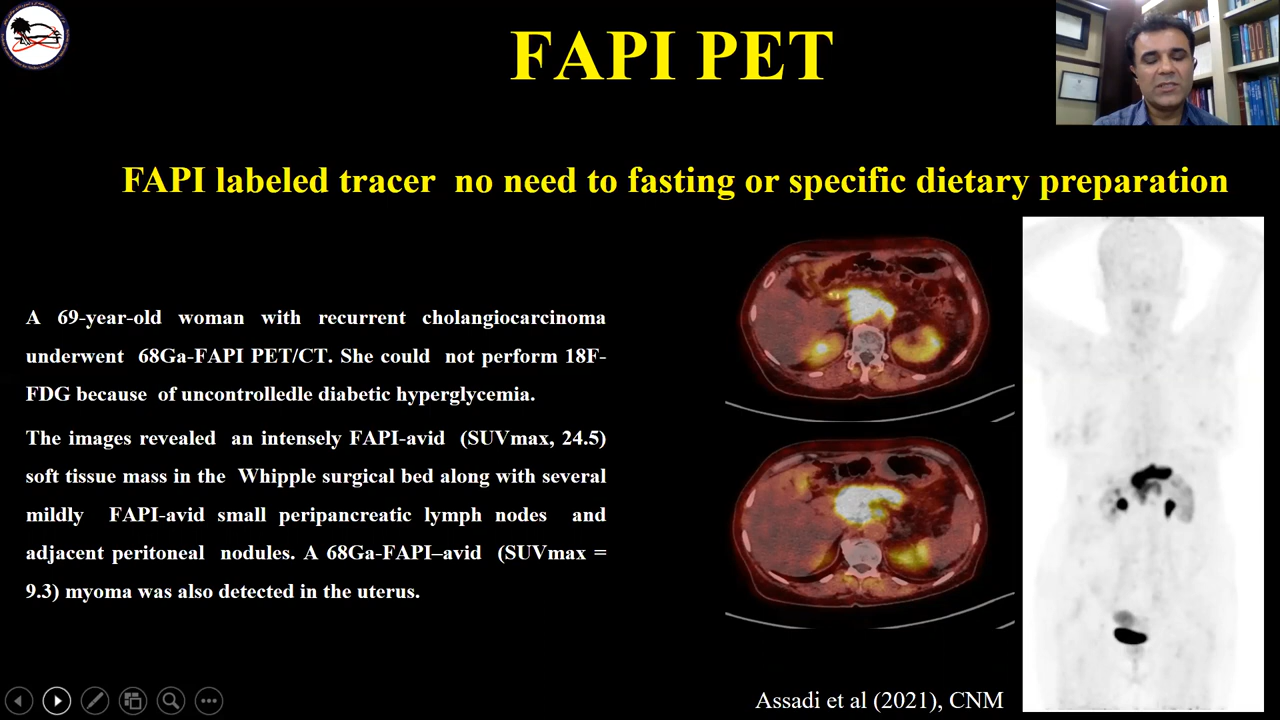 FAPI PET
FAPI labeled tracer no need to fasting or specific dietary preparation
A 69-year-old woman with recurrent cholangiocarcinoma
underwent 68Ga-FAPI PET/CT. She could not perform 18F-
FDG because of uncontrolledle diabetic hyperglycemia.
The images revealed an intensely FAPI-avid (SUVmax, 24.5)
soft tissue mass in the Whipple surgical bed along with several
mildly FAPI-avid small peripancreatic lymph nodes and
adjacent peritoneal nodules. A 68Ga-FAPI–avid (SUVmax =
9.3) myoma was also detected in the uterus.
Assadi et al (2021), CNM